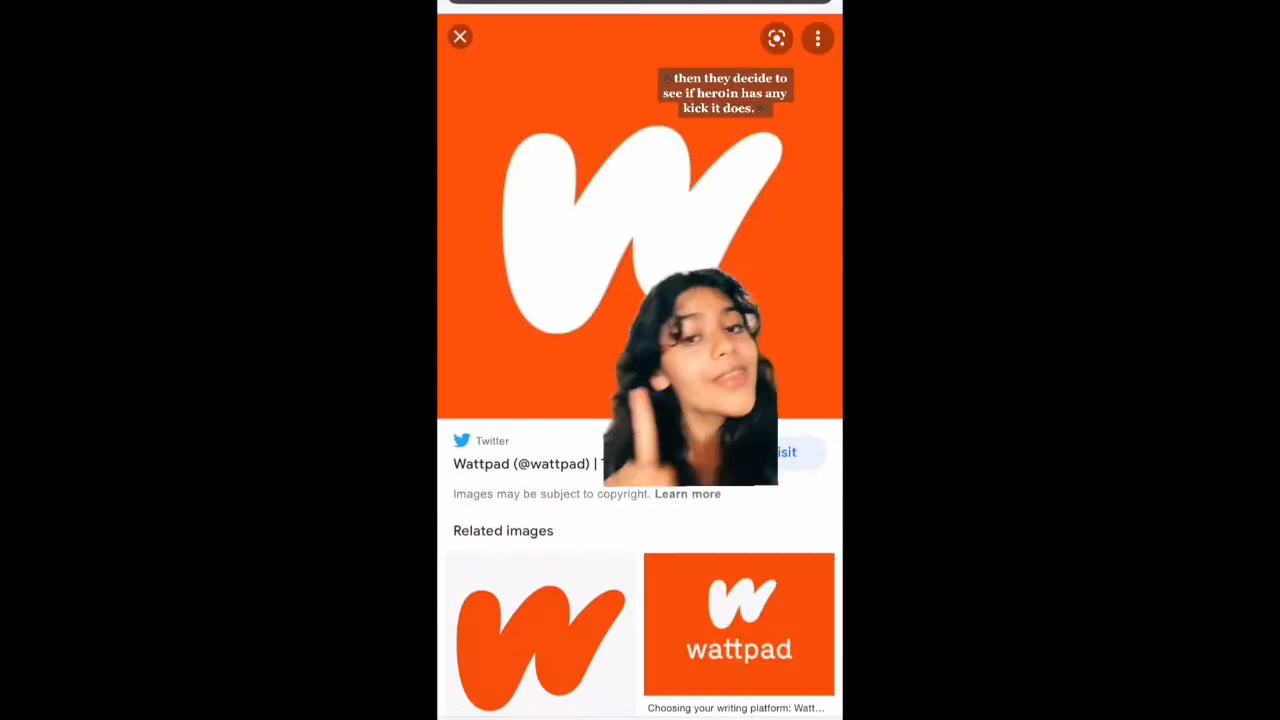 then they decide to
see if hero¡n has any
kick it does.
Twitter
Wattpad (@wattpad) |
isit
Images may be subject to copyright. Learn more
Related images
wattpad
Choosing your writing platform: Watt...